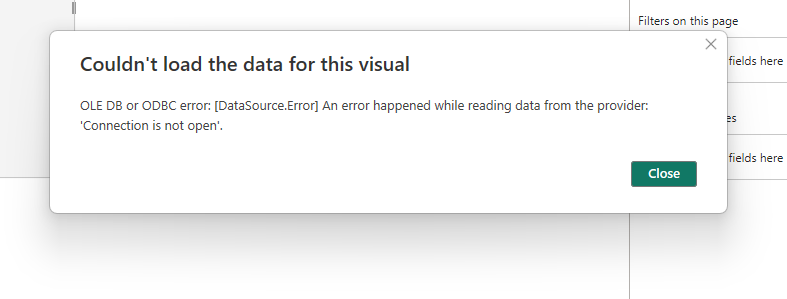 Filters on this page
Couldn't load the data for this visual
fields here
OLE DB or ODBC error: [DataSource.Error] An error happened while reading data from the provider:
'Connection is not open'.
es
fields here
Close